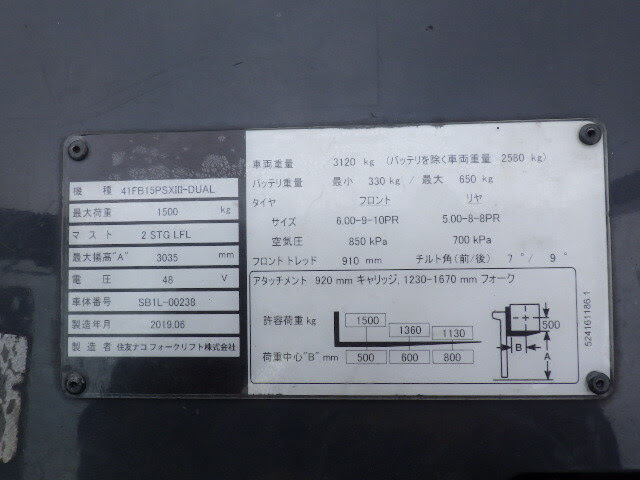 機 種 41FB15PSXIII-DUAL
最大荷重 1500 kg
マスト 2 STG LFL
最大揚高"A" 3035 mm
電 圧 48 V
車体番号 SB1L-00238
製造年月 2019.06
製造者 住友ナコ フォークリフト株式会社
車両重量 3120 kg (バッテリを除く車両重量 2580 kg)
バッテリ重量 最小 330 kg / 最大 650 kg
タイヤ フロント リヤ
サイズ 6.00-9-10PR 5.00-8-8PR
空気圧 850 kPa 700 kPa
フロントトレッド 910 mm チルト角(前/後) 7°/ 9°
アタッチメント 920 mm キャリッジ, 1230-1670 mm フォーク
許容荷重 kg 1500 1360 1130
荷重中心"B" mm 500 600 800
500
B
A
524161186.1